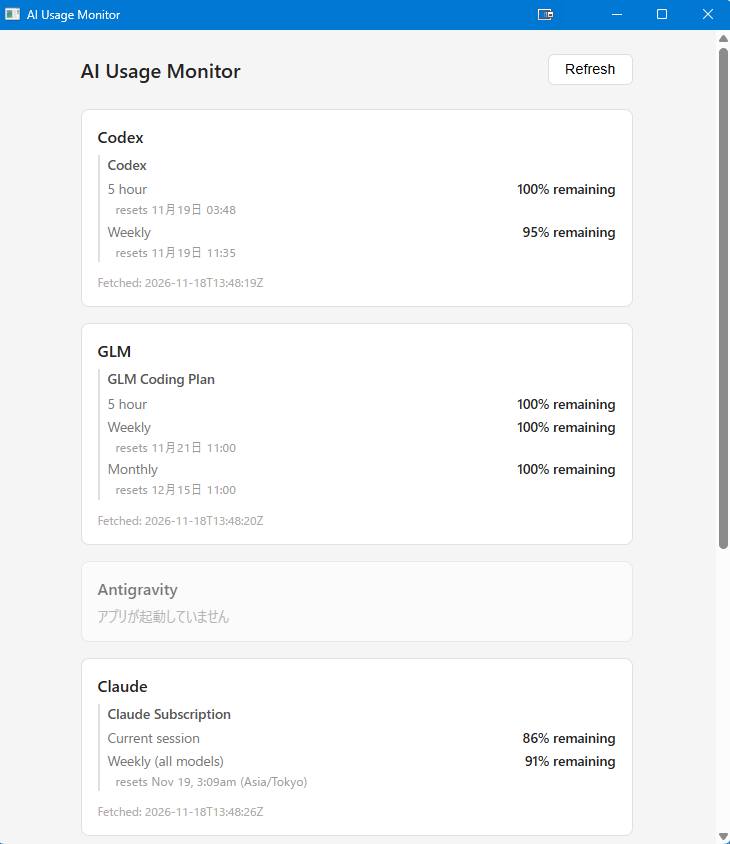 AI Usage Monitor
AI Usage Monitor
Refresh
Codex
Codex
5 hour 100% remaining
resets 11月19日 03:48
Weekly 95% remaining
resets 11月19日 11:35
Fetched: 2026-11-18T13:48:19Z
GLM
GLM Coding Plan
5 hour 100% remaining
Weekly 100% remaining
resets 11月21日 11:00
Monthly 100% remaining
resets 12月15日 11:00
Fetched: 2026-11-18T13:48:20Z
Antigravity
アプリが起動していません
Claude
Claude Subscription
Current session 86% remaining
Weekly (all models) 91% remaining
resets Nov 19, 3:09am (Asia/Tokyo)
Fetched: 2026-11-18T13:48:26Z